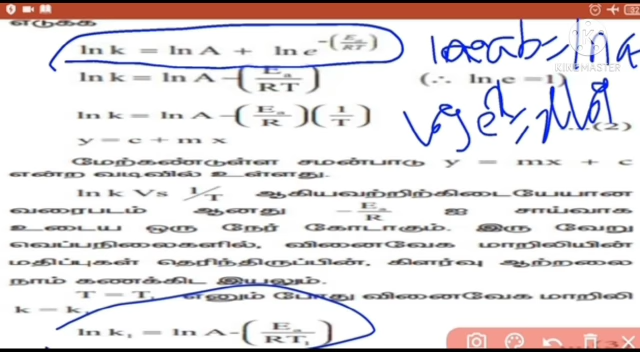 எடுக்க
ln k = ln A + ln e^-(Ea/RT)
ln k = ln A - (Ea/RT) (∴ ln e = 1)
ln k = ln A - (Ea/R)(1/T) ...(2)
y = c + m x
மேற்கண்டுள்ள சமன்பாடு y = mx + c
என்ற வடிவில் உள்ளது.
ln k Vs 1/T ஆகியவற்றிற்கிடையேயான
வரைபடம் ஆனது -Ea/R ஐ சாய்வாக
உடைய ஒரு நேர் கோடாகும். இரு வேறு
வெப்பநிலைகளில், வினைவேக மாறிலியின்
மதிப்புகள் தெரிந்திருப்பின், கிளர்வு ஆற்றலை
நாம் கணக்கிட இயலும்.
T = T₁ எனும் போது வினைவேக மாறிலி
k = k₁
ln k₁ = ln A - (Ea/RT₁)
KINEMASTER